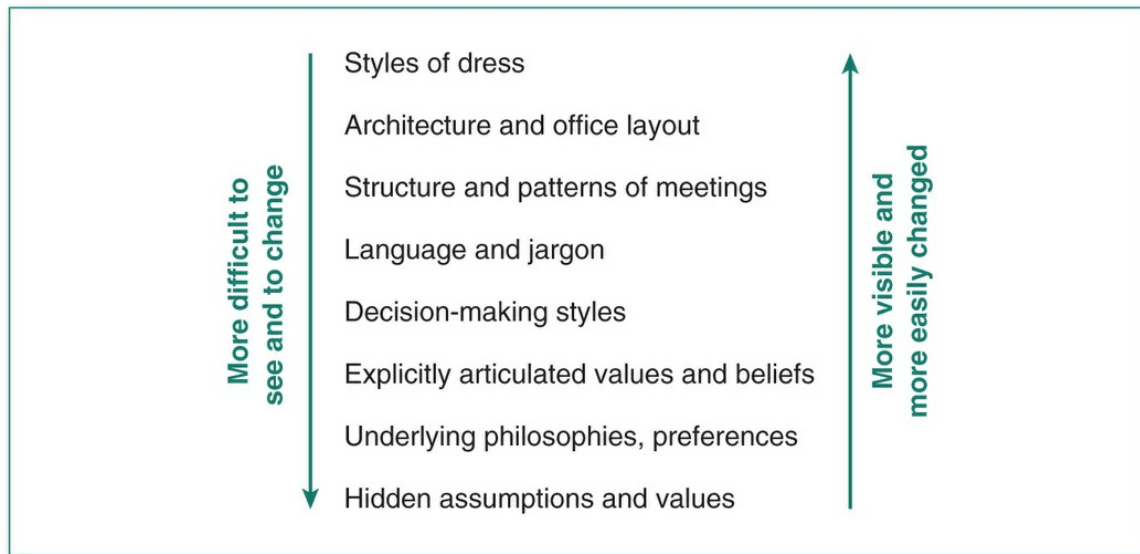 Styles of dress
Architecture and office layout
Structure and patterns of meetings
Language and jargon
Decision-making styles
Explicitly articulated values and beliefs
Underlying philosophies, preferences
Hidden assumptions and values
More difficult to
see and to change
More visible and
more easily changed